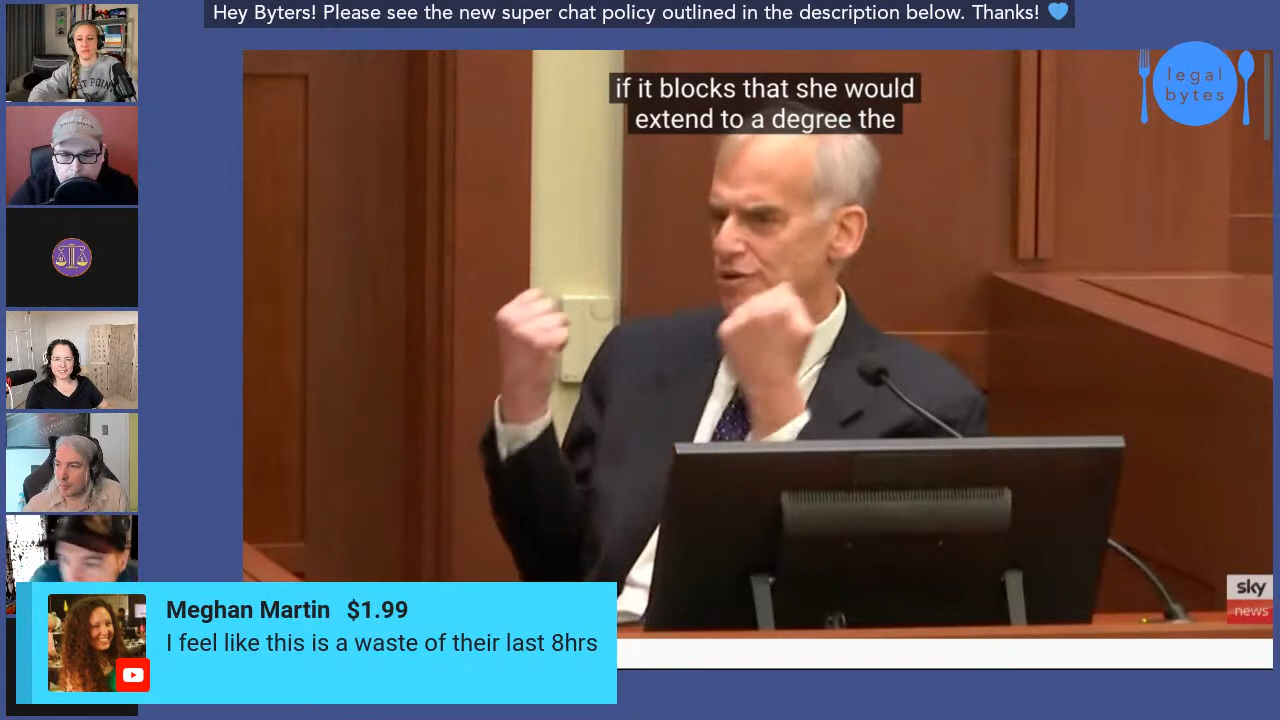 Hey Byters! Please see the new super chat policy outlined in the description below. Thanks! 💙
if it blocks that she would
extend to a degree the
legal
bytes
ST POINT
sky
news
Meghan Martin $1.99
I feel like this is a waste of their last 8hrs